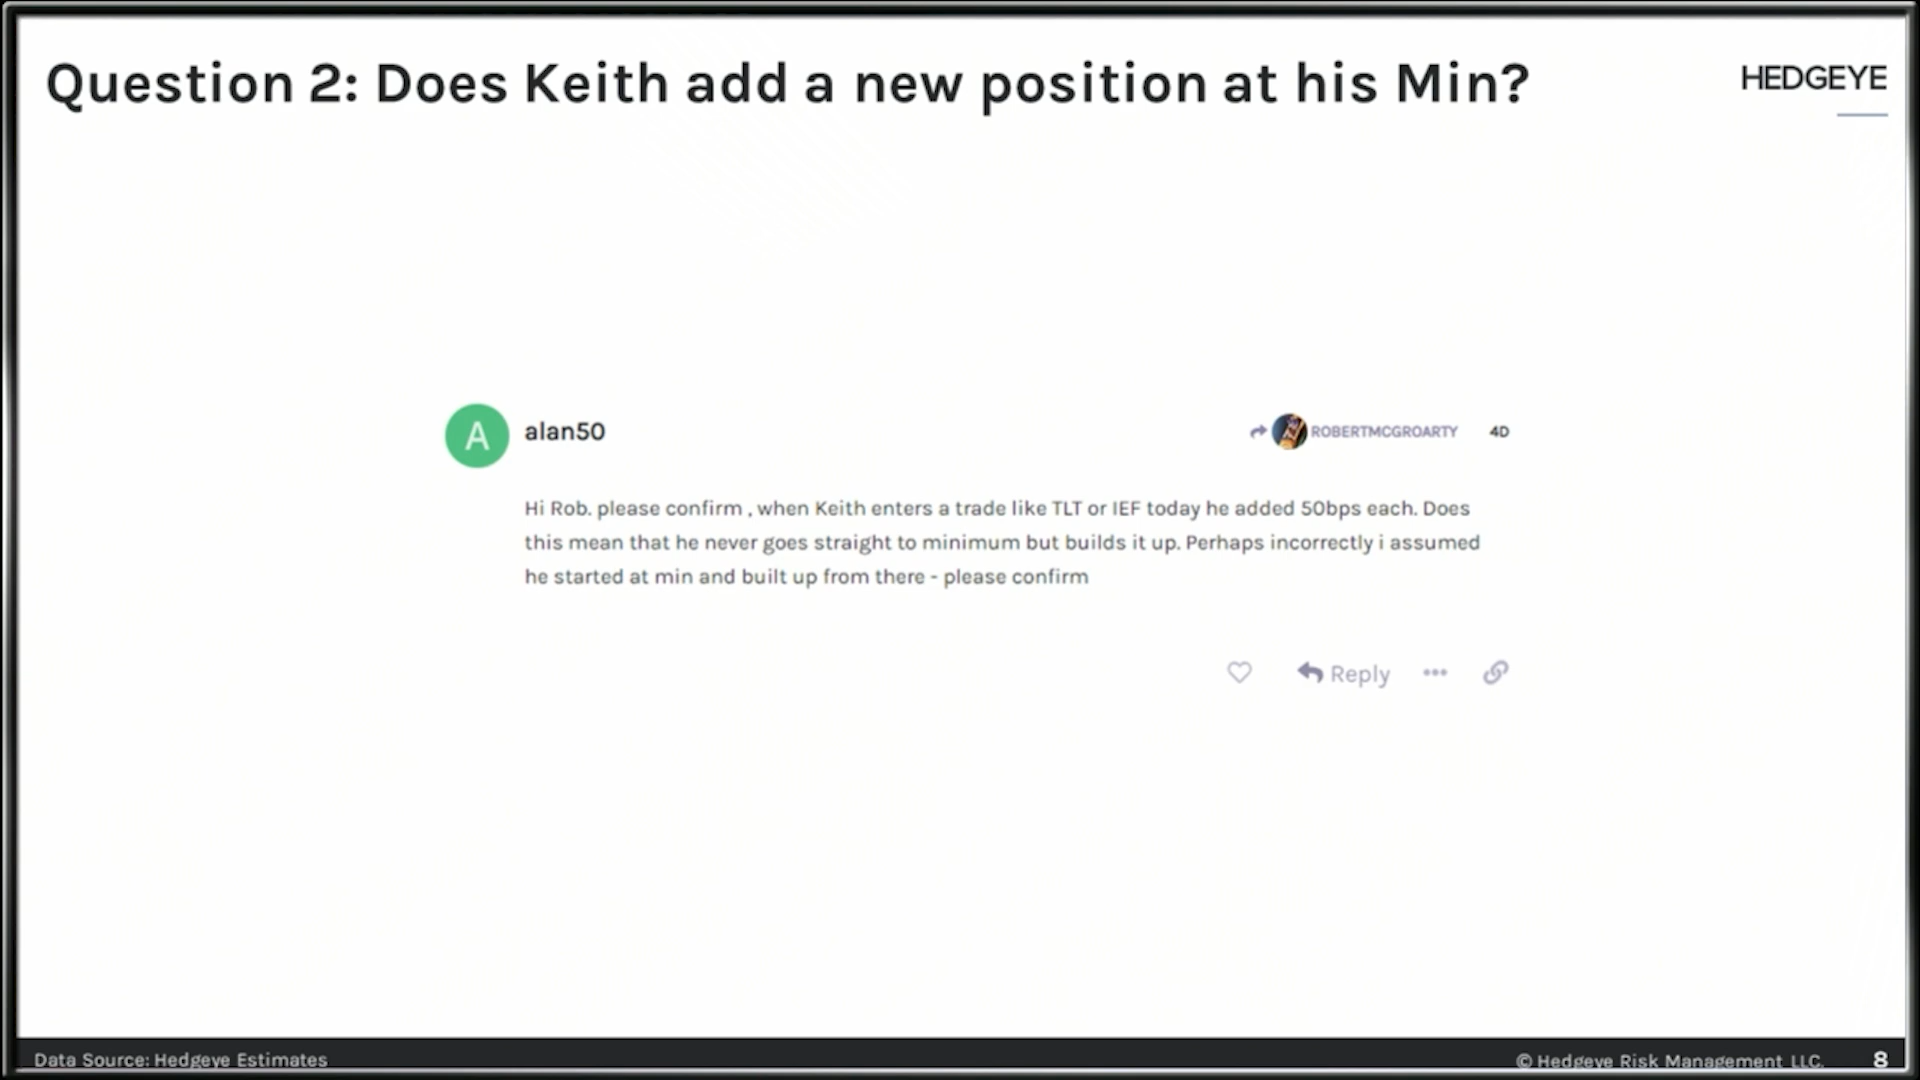 Question 2: Does Keith add a new position at his Min?
HEDGEYE
A
alan50
ROBERTMCGROARTY
4D
Hi Rob. please confirm , when Keith enters a trade like TLT or IEF today he added 50bps each. Does
this mean that he never goes straight to minimum but builds it up. Perhaps incorrectly i assumed
he started at min and built up from there - please confirm
Reply
Data Source: Hedgeye Estimates
© Hedgeye Risk Management LLC.
8